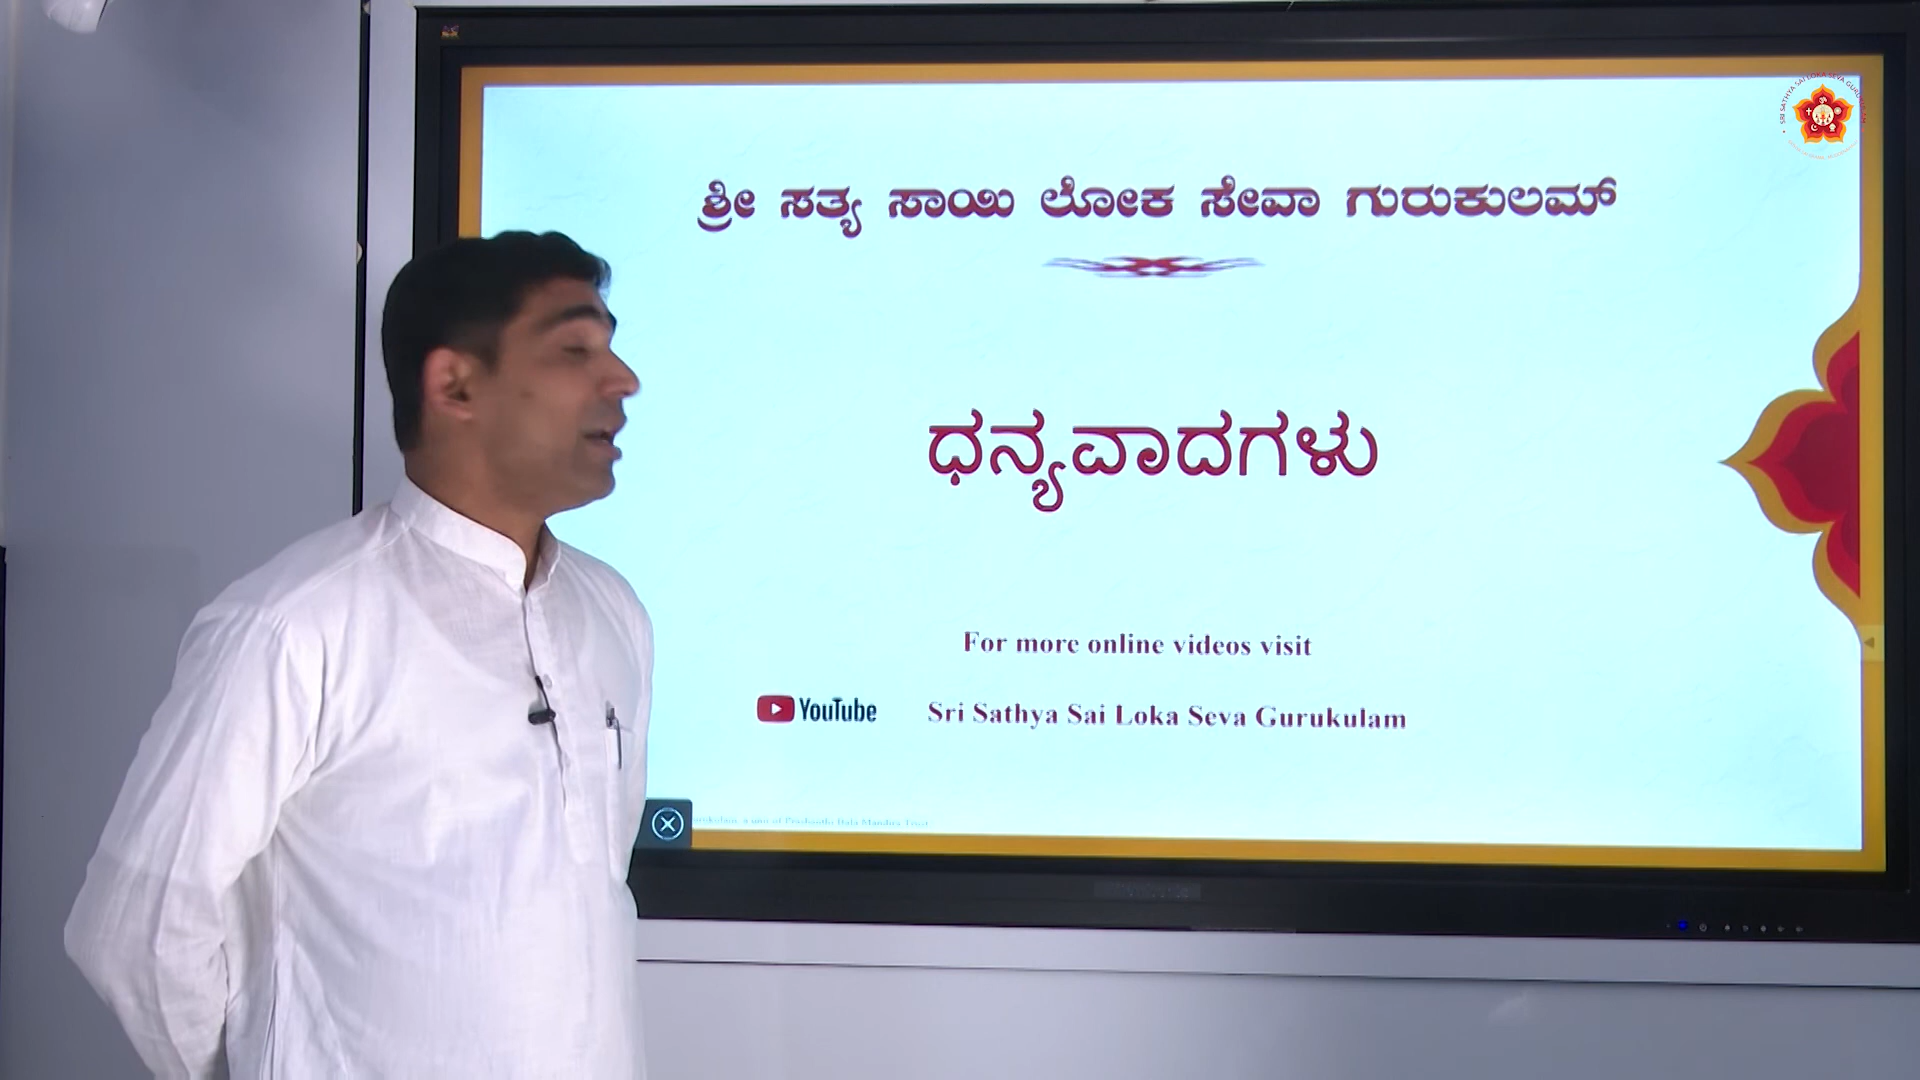 ಶ್ರೀ ಸತ್ಯ ಸಾಯಿ ಲೋಕ ಸೇವಾ ಗುರುಕುಲಮ್
ಧನ್ಯವಾದಗಳು
For more online videos visit
YouTube Sri Sathya Sai Loka Seva Gurukulam